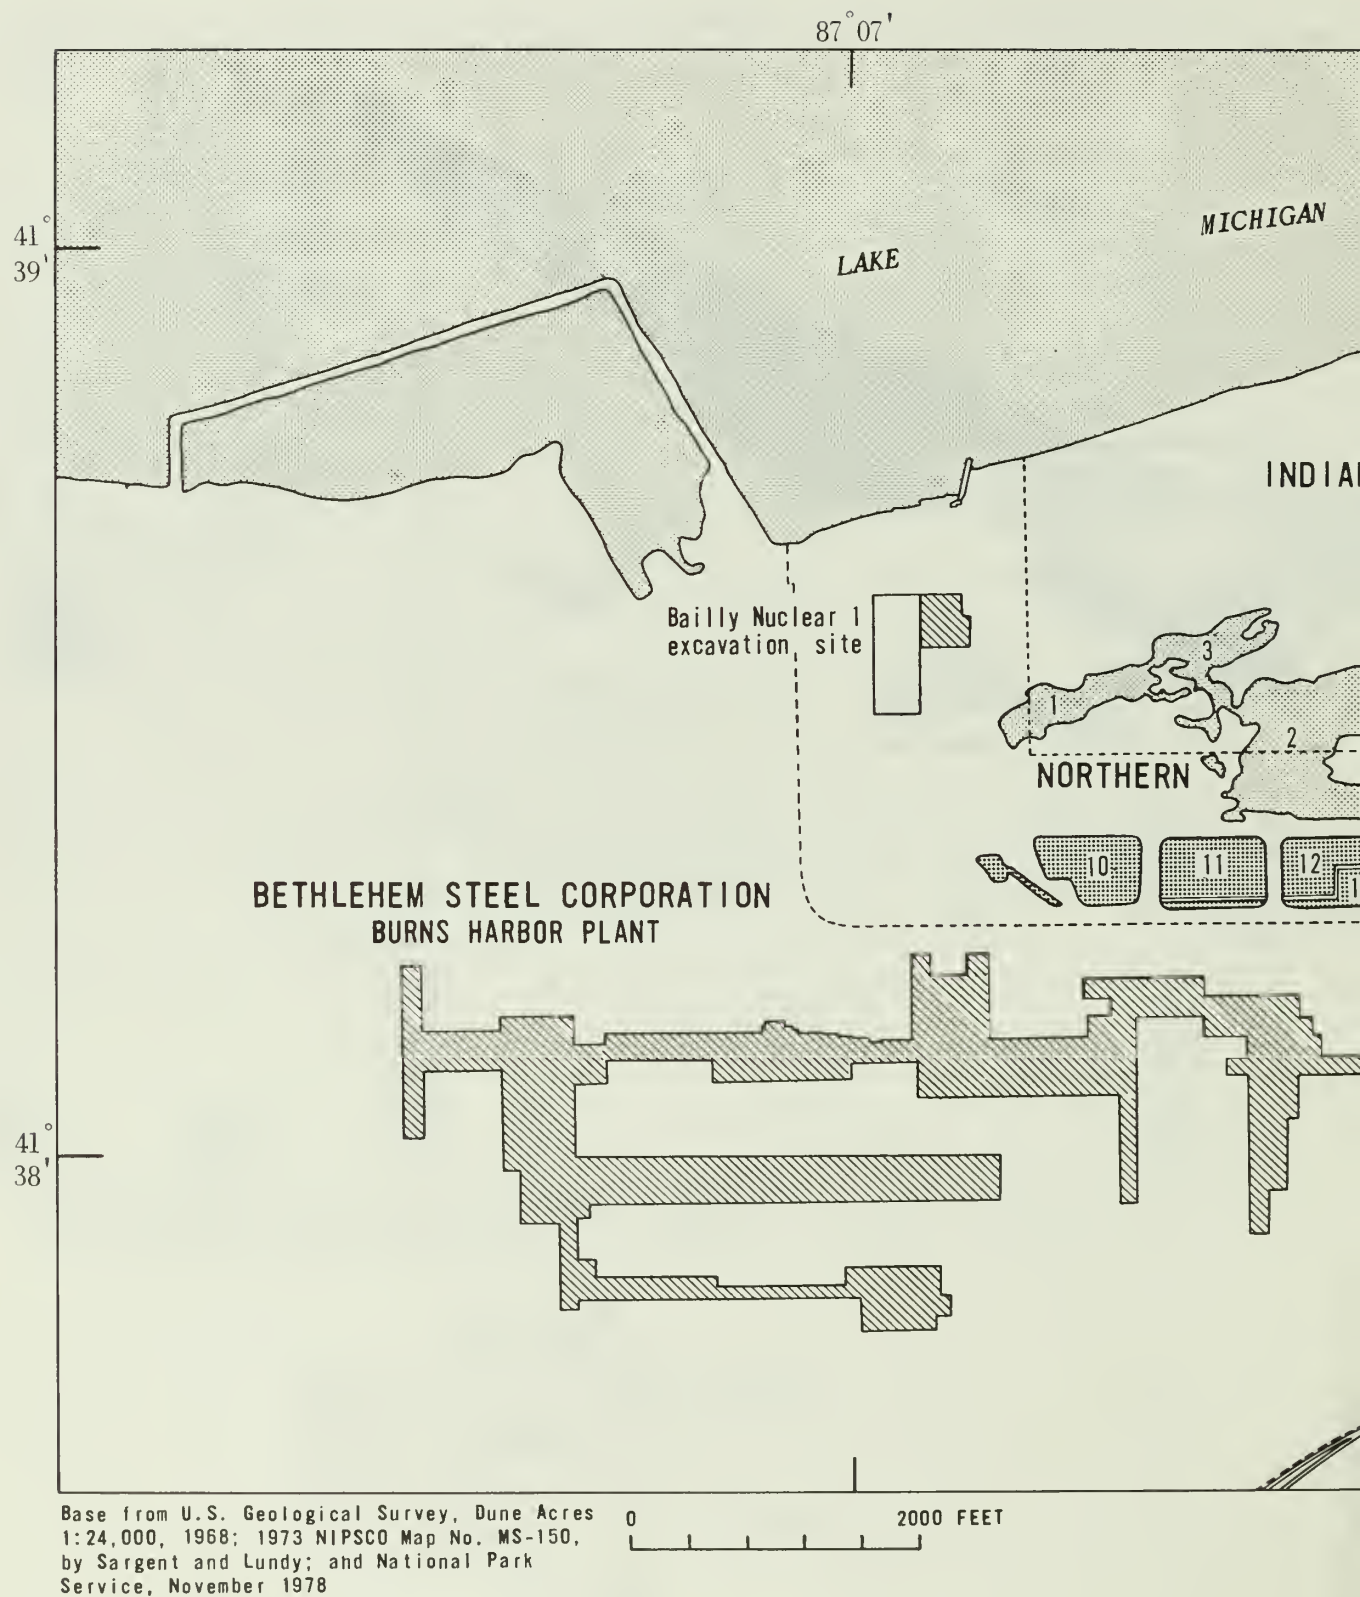 87°07'
41°
39'
LAKE
MICHIGAN
INDIA
Bailly Nuclear 1
excavation site
3
1
2
NORTHERN
10
11
12
1
BETHLEHEM STEEL CORPORATION
BURNS HARBOR PLANT
41°
38'
Base from U.S. Geological Survey, Dune Acres
1:24,000, 1968; 1973 NIPSCO Map No. MS-150,
by Sargent and Lundy; and National Park
Service, November 1978
0 2000 FEET